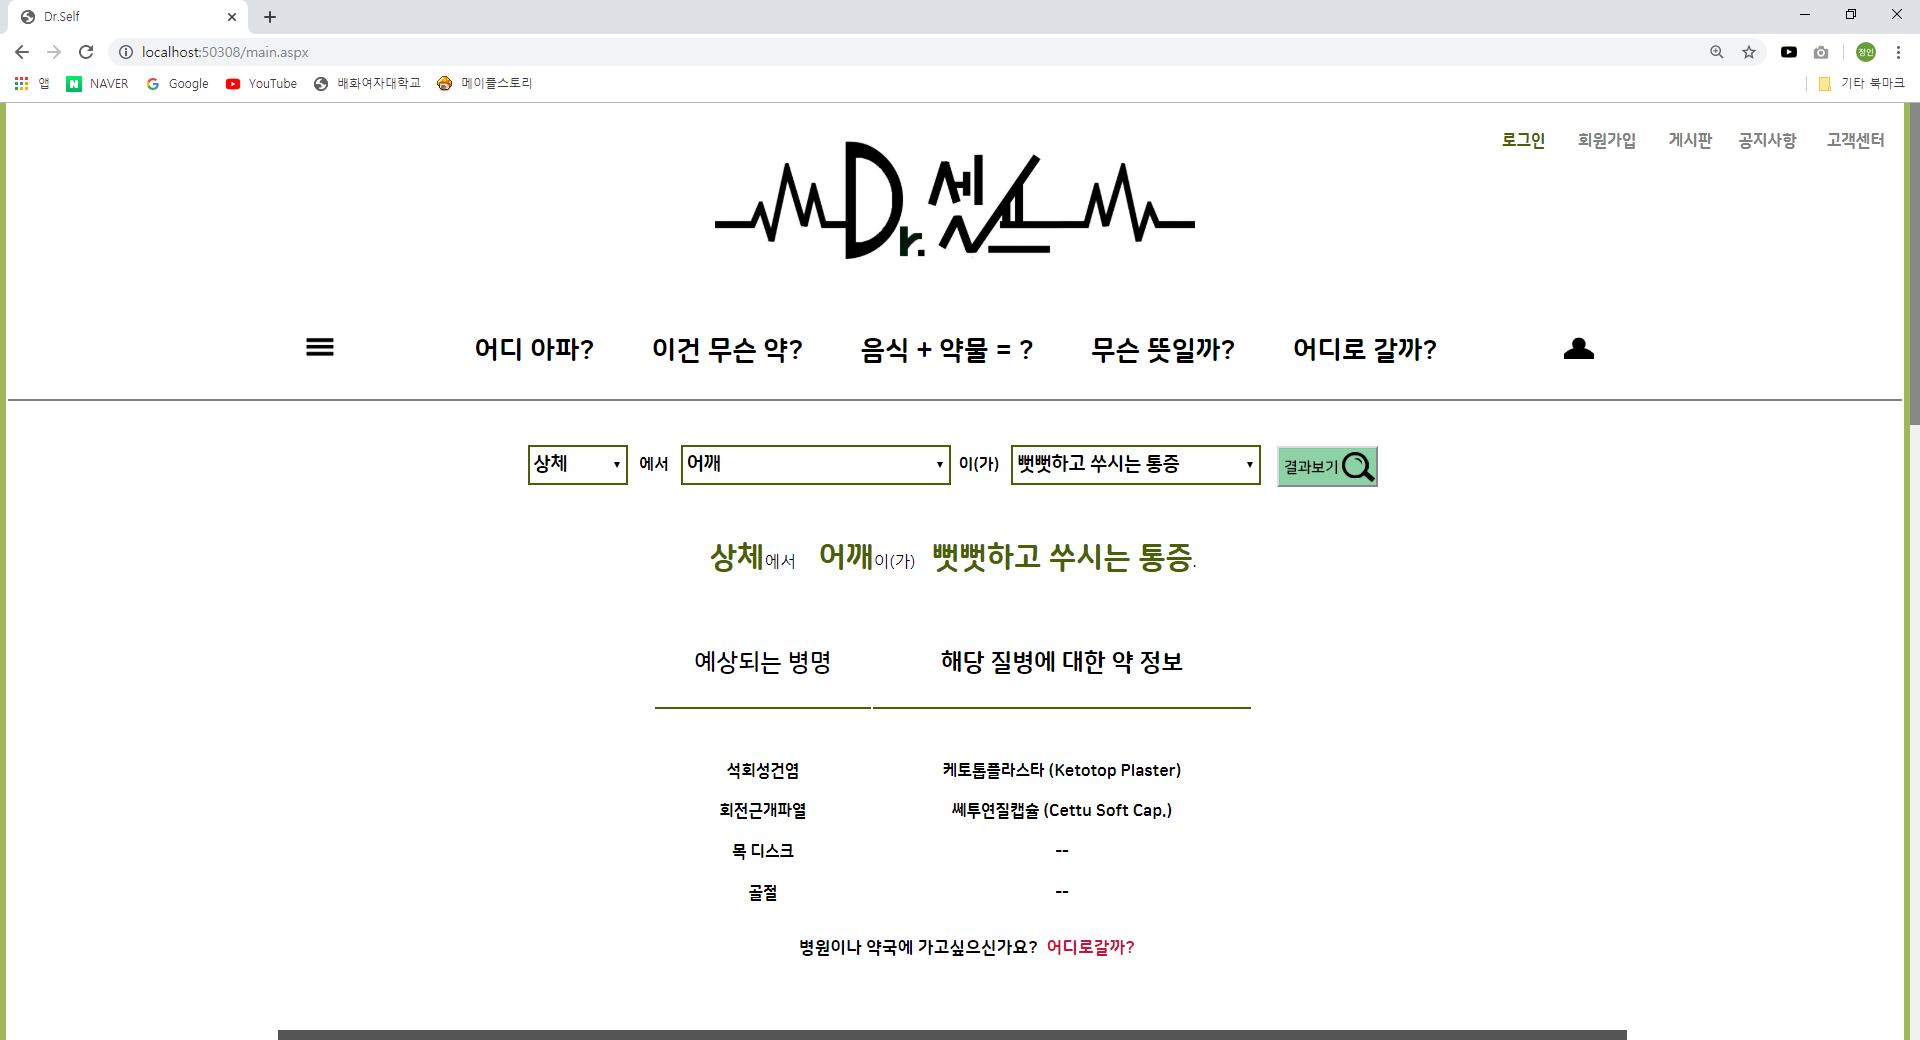 Dr.Self
localhost:50308/main.aspx
정인
앱 NAVER Google YouTube 배화여자대학교 메이플스토리 기타 북마크
로그인 회원가입 게시판 공지사항 고객센터
Dr. 셀프
어디 아파? 이건 무슨 약? 음식 + 약물 = ? 무슨 뜻일까? 어디로 갈까?
상체 에서 어깨 이(가) 뻣뻣하고 쑤시는 통증 결과보기
상체에서 어깨이(가) 뻣뻣하고 쑤시는 통증.
예상되는 병명 해당 질병에 대한 약 정보
석회성건염 케토톱플라스타 (Ketotop Plaster)
회전근개파열 쎄투연질캡슐 (Cettu Soft Cap.)
목 디스크 --
골절 --
병원이나 약국에 가고싶으신가요? 어디로갈까?